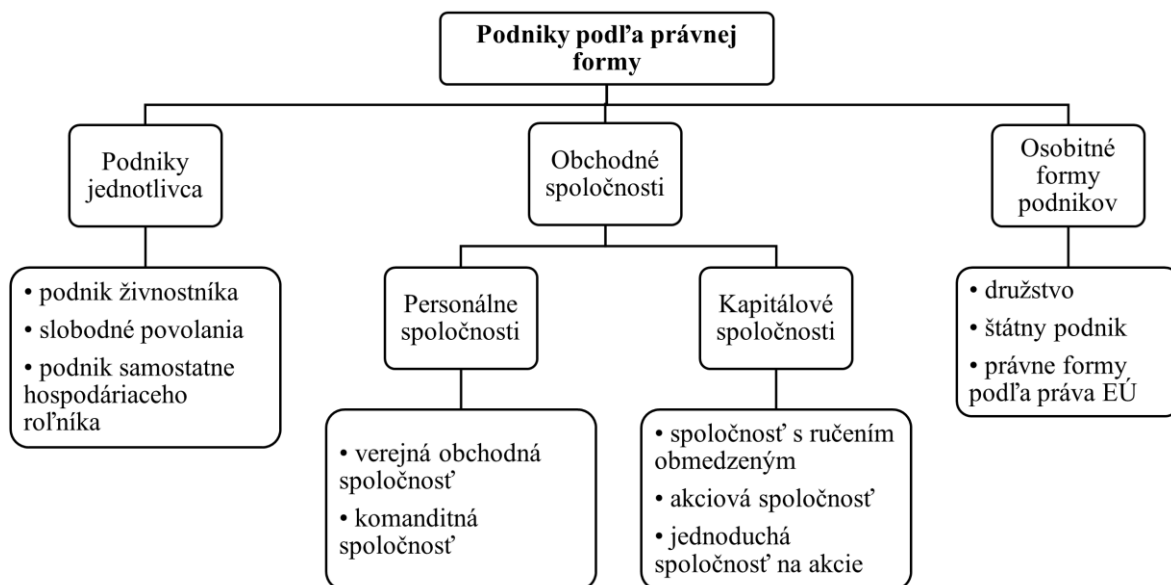 Podniky podľa právnej
formy
Podniky
jednotlivca
Obchodné
spoločnosti
Osobitné
formy
podnikov
• podnik živnostníka
• slobodné povolania
• podnik samostatne
hospodáriaceho
roľníka
Personálne
spoločnosti
Kapitálové
spoločnosti
• družstvo
• štátny podnik
• právne formy
podľa práva EÚ
• verejná obchodná
spoločnosť
• komanditná
spoločnosť
• spoločnosť s ručením
obmedzeným
• akciová spoločnosť
• jednoduchá
spoločnosť na akcie